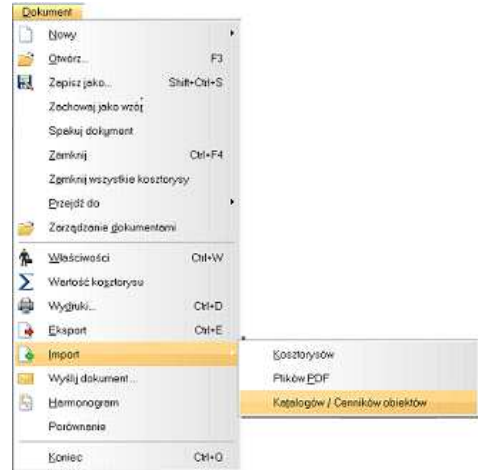 Dokument
Nowy
Otwórz... F3
Zapisz jako... Shift+Ctrl+S
Zachowaj jako wzór
Spakuj dokument
Zamknij Ctrl+F4
Zamknij wszystkie kosztorysy
Przejdź do
Zarządzanie dokumentami
Właściwości Ctrl+W
Wartość kosztorysu
Wydruki... Ctrl+D
Eksport Ctrl+E
Import
Kosztorysów
Wyślij dokument...
Plików PDF
Harmonogram
Katalogów / Cenników obiektów
Porównanie
Koniec Ctrl+Q